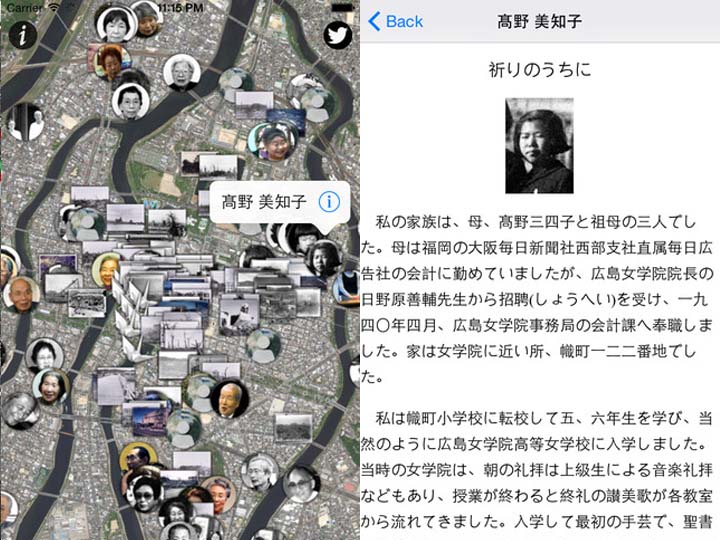 Carrier
11:15 PM
髙野 美知子
Back
髙野 美知子
祈りのうちに
私の家族は、母、髙野三四子と祖母の三人でし
た。母は福岡の大阪毎日新聞社西部支社直属毎日広
告社の会計に勤めていましたが、広島女学院院長の
日野原善輔先生から招聘(しょうへい)を受け、一九
四〇年四月、広島女学院事務局の会計課へ奉職しま
した。家は女学院に近い所、幟町一二二番地でし
た。
私は幟町小学校に転校して五、六年生を学び、当
然のように広島女学院高等女学校に入学しました。
当時の女学院は、朝の礼拝は上級生による音楽礼拝
などもあり、授業が終わると終礼の讃美歌が各教室
から流れてきました。入学して最初の手芸で、聖書